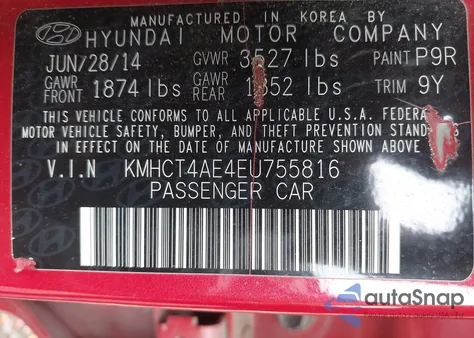 MANUFACTURED IN KOREA BY
HYUNDAI MOTOR COMPANY
JUN/28/14 GVWR 3527 lbs PAINT P9R
GAWR FRONT 1874 lbs GAWR REAR lbs TRIM 9Y
THIS VEHICLE CONFORMS TO ALL APPLICABLE U.S.A. FEDERA
MOTOR VEHICLE SAFETY, BUMPER, AND THEFT PREVENTION STANDARDS
IN EFFECT ON THE DATE OF MANUFACTURE SHOWN ABOVE.
V.I.N KMHCT4AE4EU755816
PASSENGER CAR
autoSnap